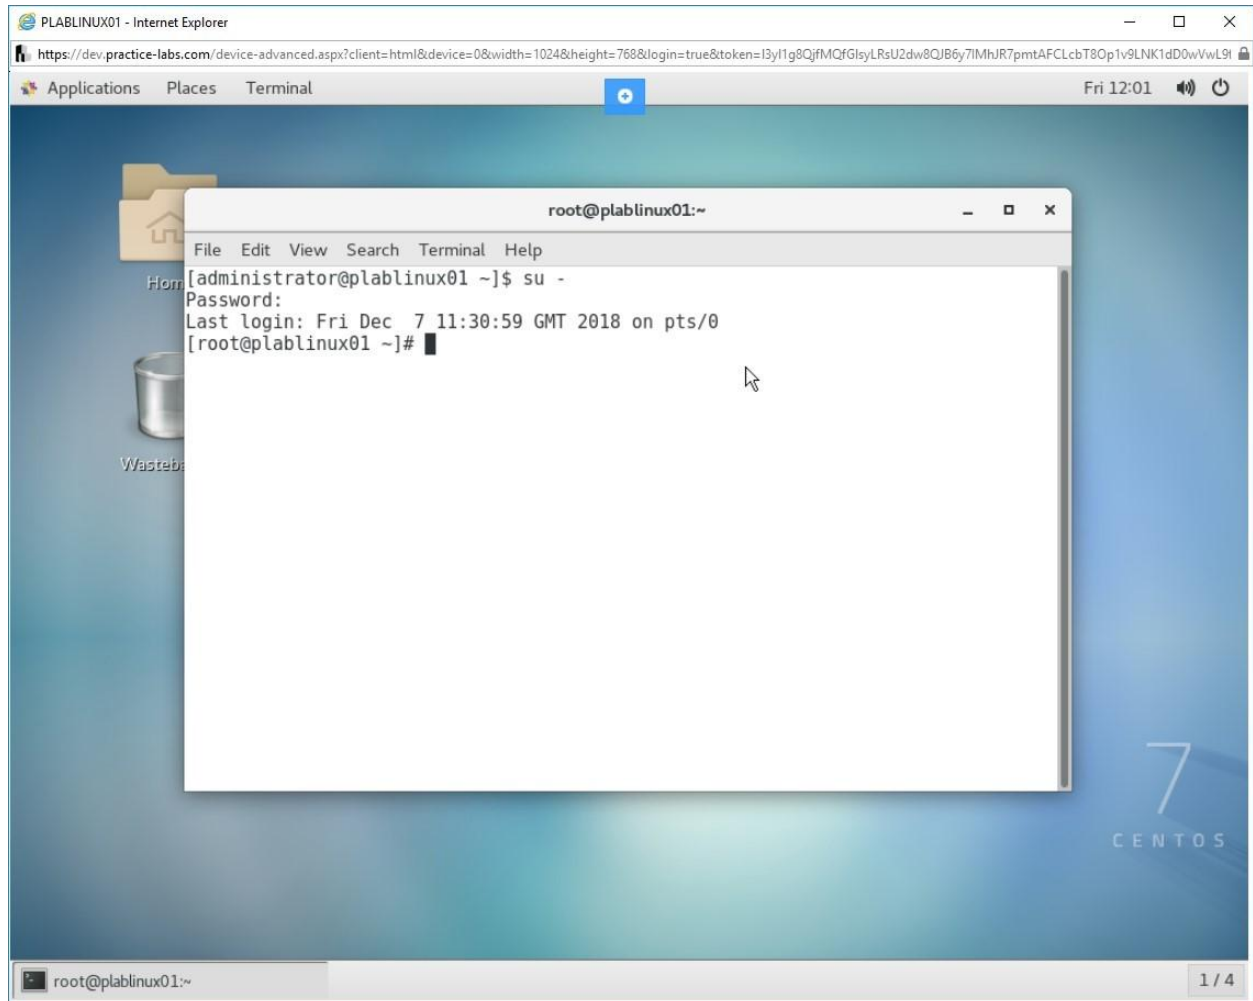 PLABLINUX01 - Internet Explorer
https://dev.practice-labs.com/device-advanced.aspx?client=html&device=0&width=1024&height=768&login=true&token=
Applications Places Terminal Fri 12:01
root@plablinux01:~
File Edit View Search Terminal Help
[administrator@plablinux01 ~]$ su -
Password:
Last login: Fri Dec  7 11:30:59 GMT 2018 on pts/0
[root@plablinux01 ~]#
7
CENTOS
root@plablinux01:~ 1 / 4